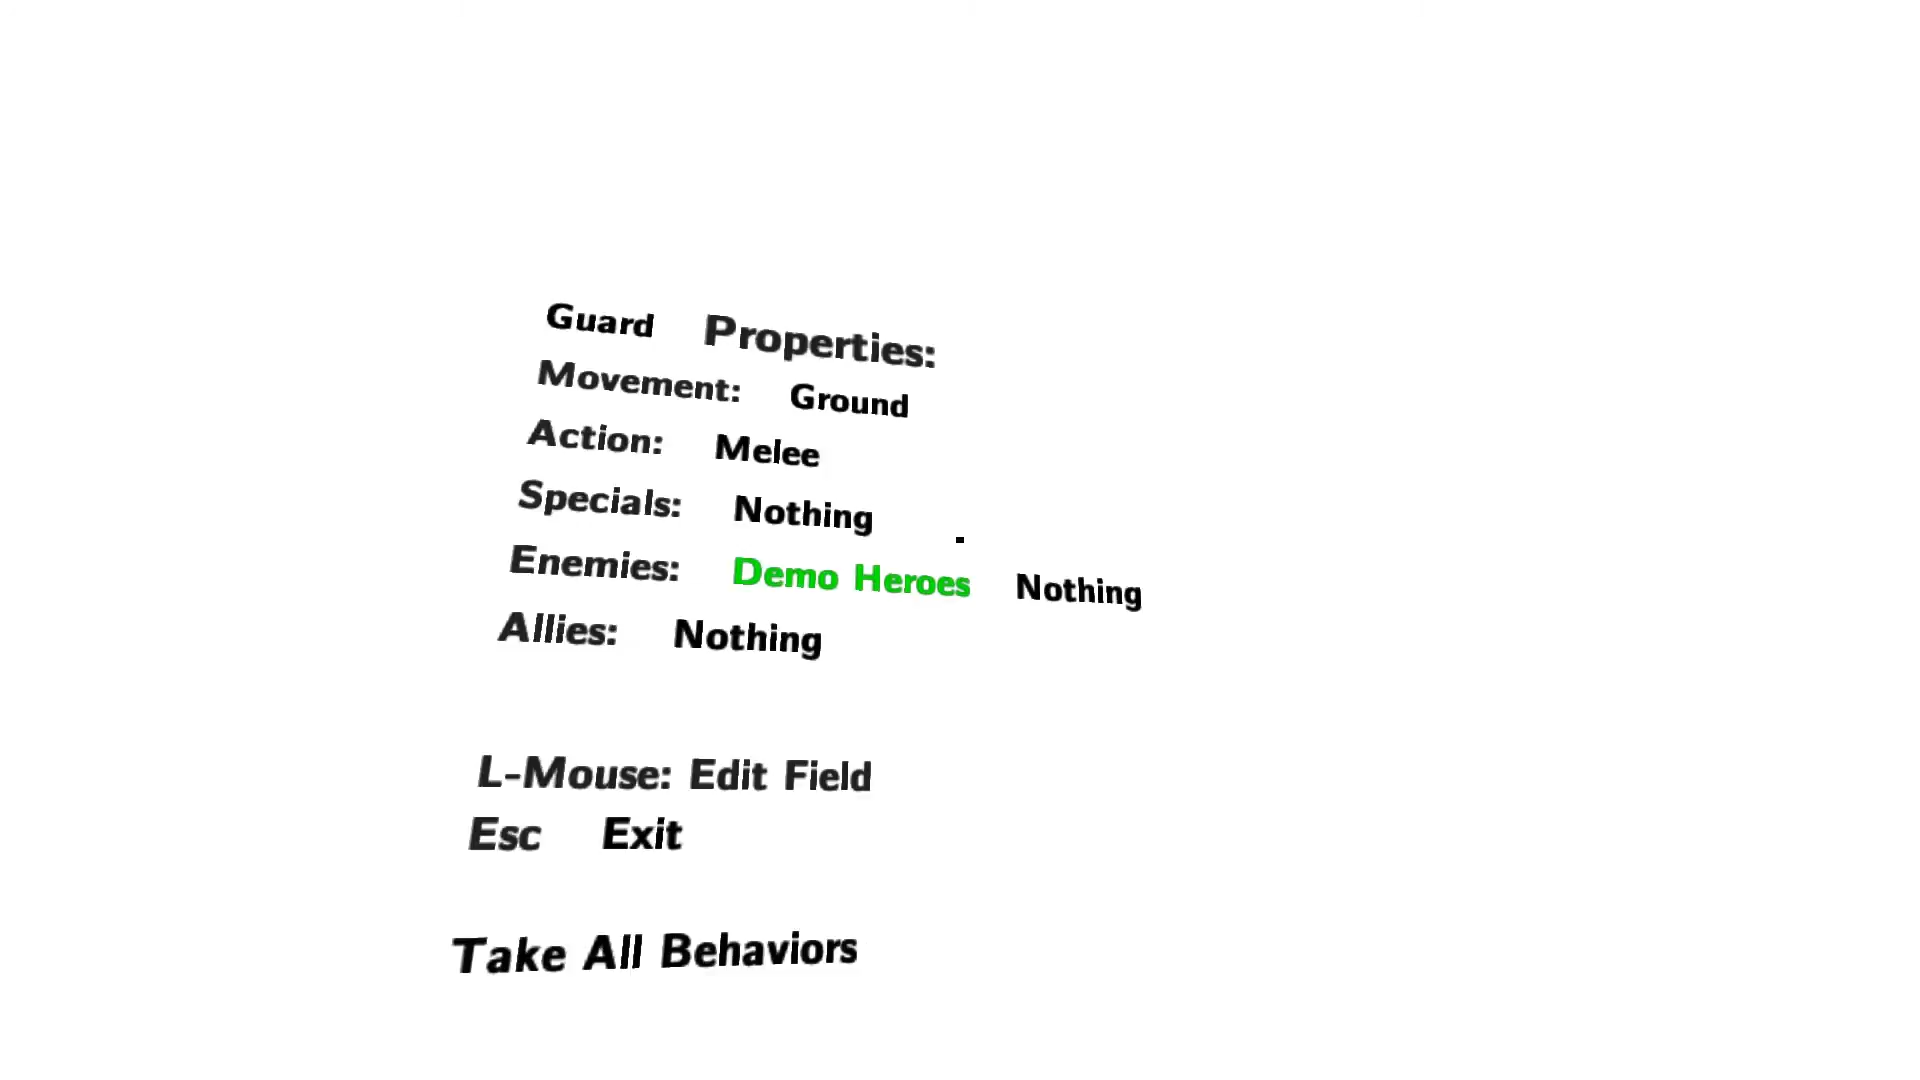 Guard Properties:
Movement: Ground
Action: Melee
Specials: Nothing
Enemies: Demo Heroes Nothing
Allies: Nothing
L-Mouse: Edit Field
Esc Exit
Take All Behaviors